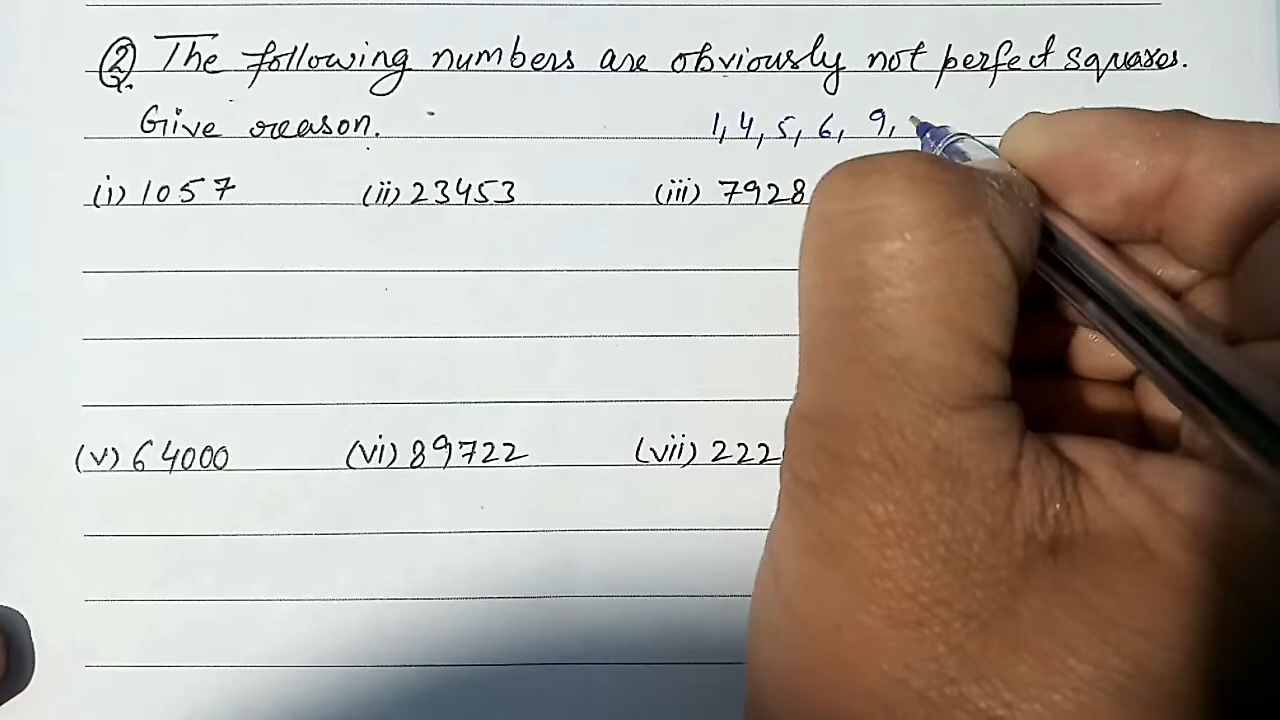 Q2. The following numbers are obviously not perfect squares.
Give reason. 1, 4, 5, 6, 9,
(i) 1057 (ii) 23453 (iii) 7928
(v) 64000 (vi) 89722 (vii) 222